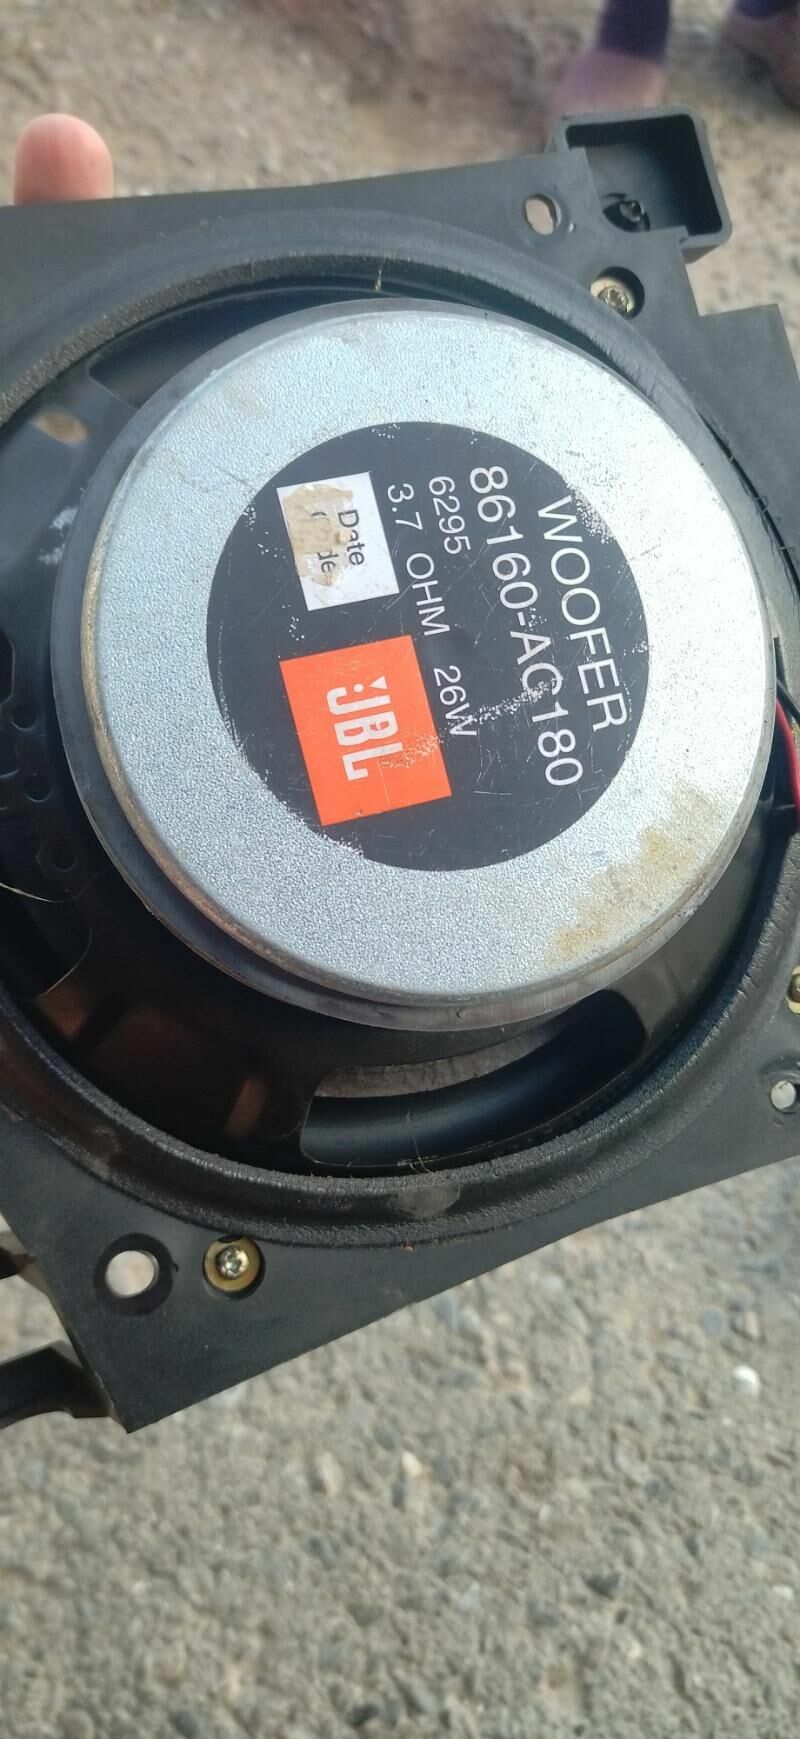 WOOFER
86160-AC180
6295
3.7 OHM 26W
Date
JBL